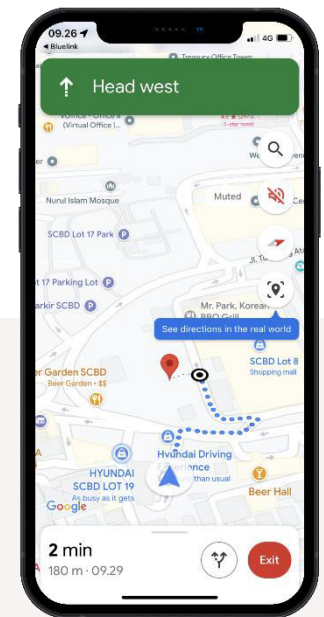 09.26
4G
◀ Bluelink
Treasury Office Tower
Head west
(Virtual Office |...
Nurul Islam Mosque
Muted
SCBD Lot 17 Park
t 17 Parking Lot
arkir SCBD
Mr. Park, Korean
BBQ Grill
See directions in the real world
SCBD Lot 8
Shopping mall
er Garden SCBD
Beer Garden • $$
Hyundai Driving
than usual
HYUNDAI
SCBD LOT 19
As busy as it gets
Beer Hall
Google
2 min
180 m · 09.29
Exit